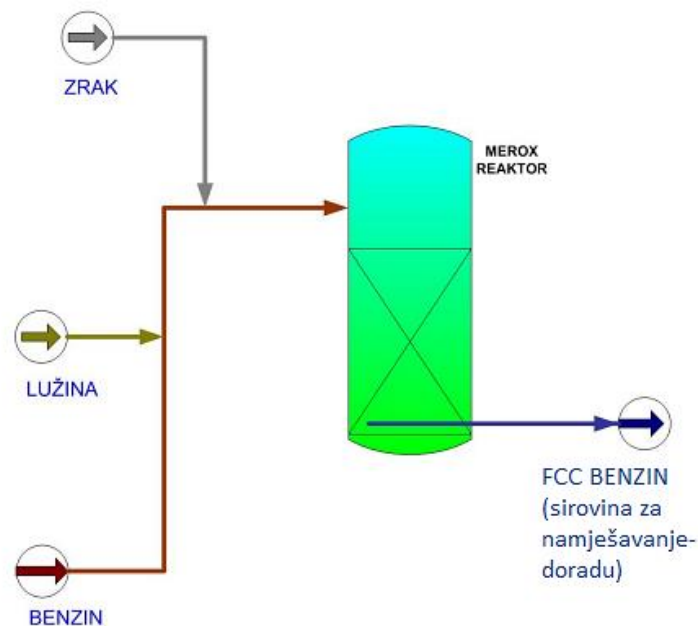 ZRAK
MEROX
REAKTOR
LUŽINA
FCC BENZIN
(sirovina za
namješavanje-
doradu)
BENZIN